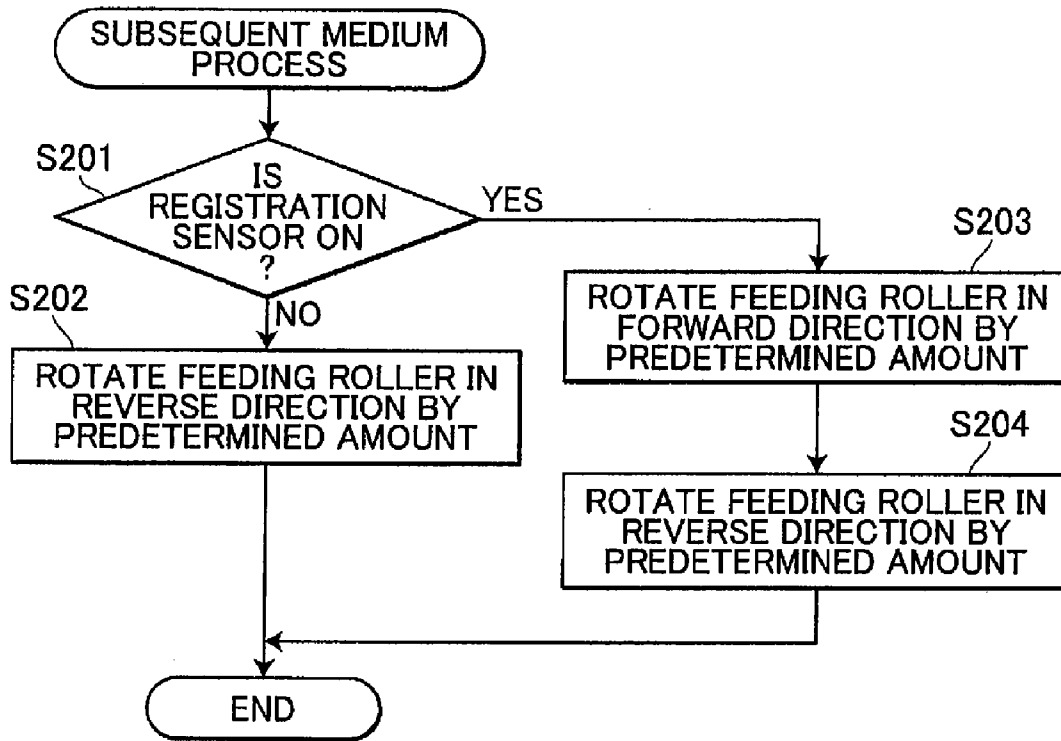 SUBSEQUENT MEDIUM
PROCESS
S201
IS
REGISTRATION
SENSOR ON
?
YES
NO
S202
ROTATE FEEDING ROLLER IN
REVERSE DIRECTION BY
PREDETERMINED AMOUNT
S203
ROTATE FEEDING ROLLER IN
FORWARD DIRECTION BY
PREDETERMINED AMOUNT
S204
ROTATE FEEDING ROLLER IN
REVERSE DIRECTION BY
PREDETERMINED AMOUNT
END